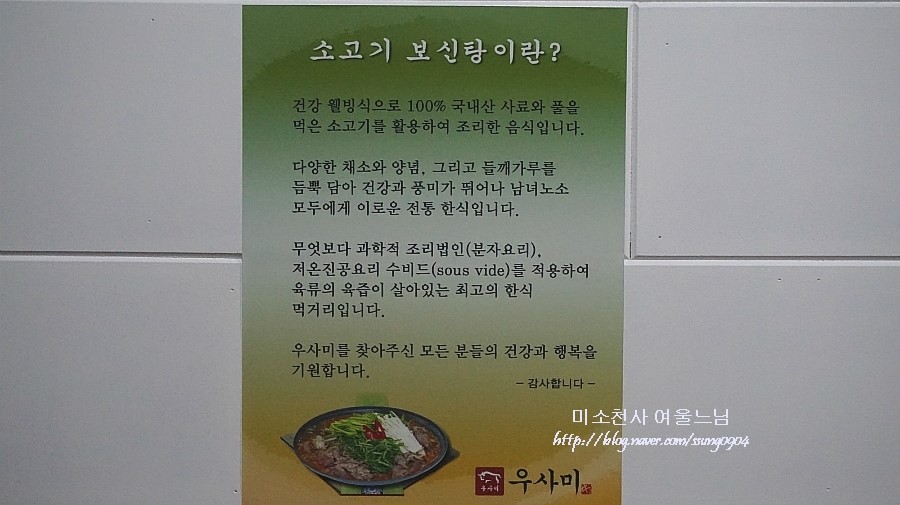 소고기 보신탕이란?
건강 웰빙식으로 100% 국내산 사료와 풀을
먹은 소고기를 활용하여 조리한 음식입니다.
다양한 채소와 양념, 그리고 들깨가루를
듬뿍 담아 건강과 풍미가 뛰어나 남녀노소
모두에게 이로운 전통 한식입니다.
무엇보다 과학적 조리법인(분자요리),
저온진공요리 수비드(sous vide)를 적용하여
육류의 육즙이 살아있는 최고의 한식
먹거리입니다.
우사미를 찾아주신 모든 분들의 건강과 행복을
기원합니다.
- 감사합니다 -
미소천사 여울느님
http://blog.naver.com/ssung0904
우사미
우사미